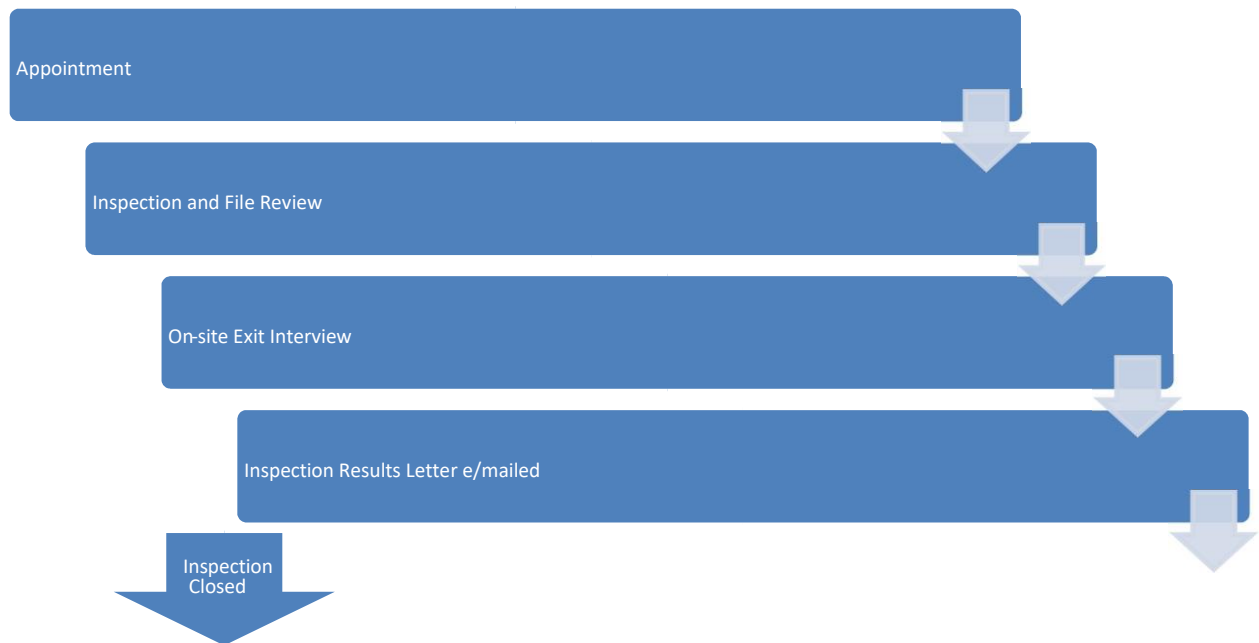 Appointment
Inspection and File Review
On-site Exit Interview
Inspection Results Letter e/mailed
Inspection
Closed